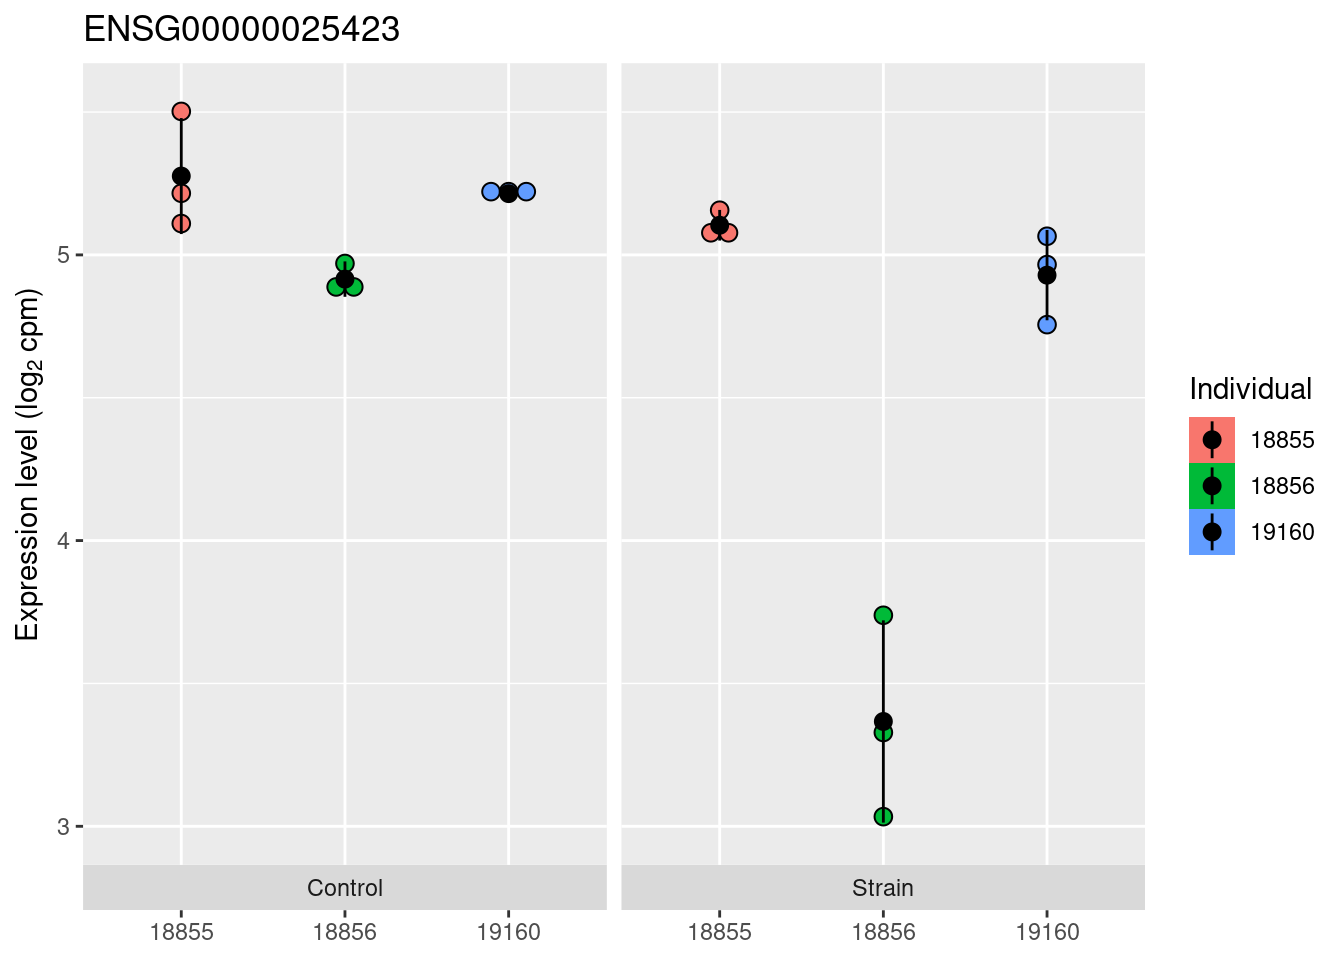 ENSG00000025423
Expression level (log₂ cpm)
5
4
3
Control
Strain
18855
18856
19160
18855
18856
19160
Individual
18855
18856
19160